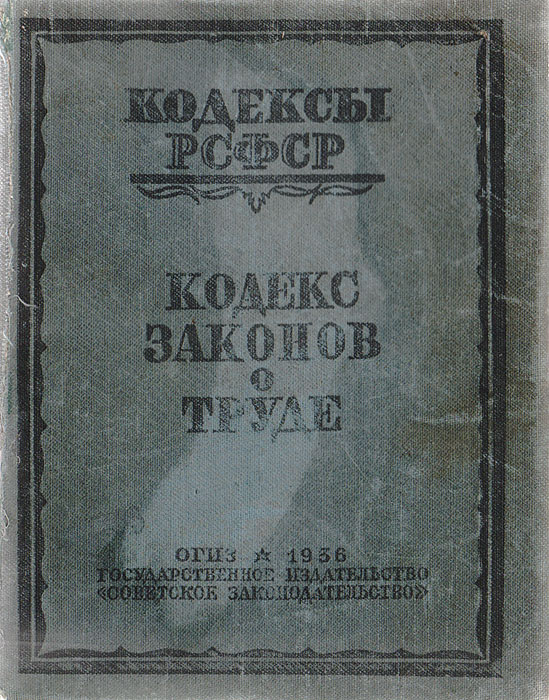 КОДЕКСЫ
РСФСР
КОДЕКС
ЗАКОНОВ
О
ТРУДЕ
ОГИЗ ☆ 1936
ГОСУДАРСТВЕННОЕ ИЗДАТЕЛЬСТВО
«СОВЕТСКОЕ ЗАКОНОДАТЕЛЬСТВО»